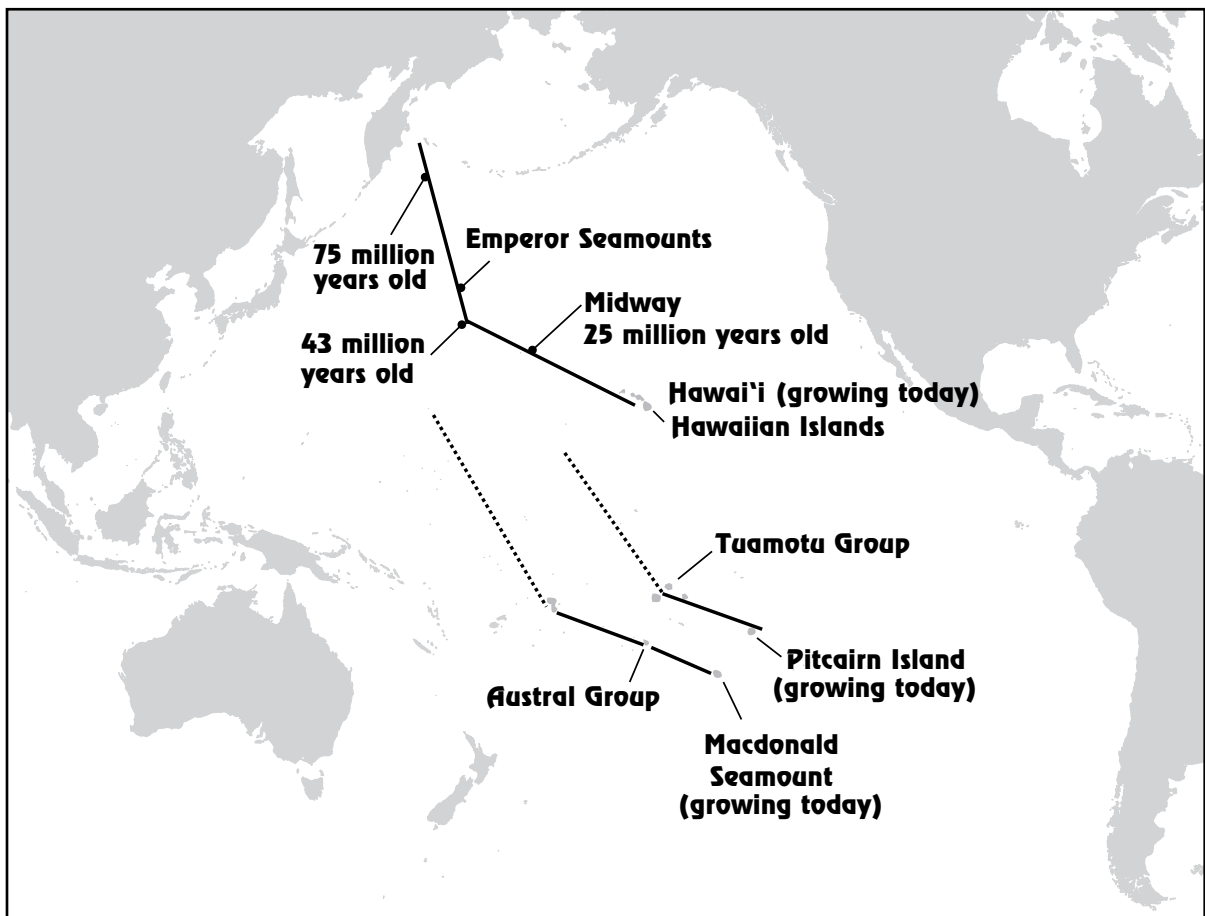 Emperor Seamounts
75 million
years old
Midway
25 million years old
43 million
years old
Hawai‘i (growing today)
Hawaiian Islands
Tuamotu Group
Pitcairn Island
(growing today)
Austral Group
Macdonald
Seamount
(growing today)